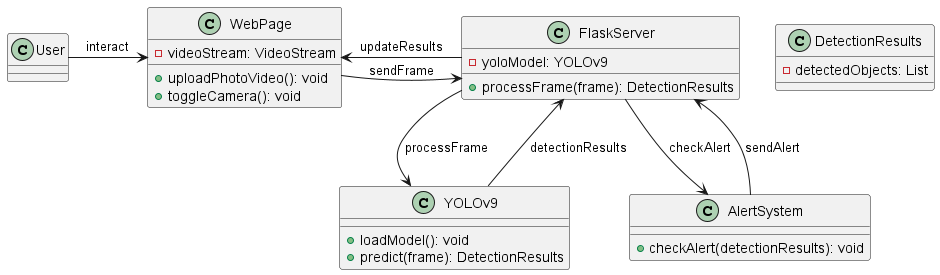 C User
interact
C WebPage
videoStream: VideoStream
uploadPhotoVideo(): void
toggleCamera(): void
updateResults
sendFrame
C FlaskServer
yoloModel: YOLOv9
processFrame(frame): DetectionResults
C DetectionResults
detectedObjects: List
processFrame
detectionResults
checkAlert
sendAlert
C YOLOv9
loadModel(): void
predict(frame): DetectionResults
C AlertSystem
checkAlert(detectionResults): void